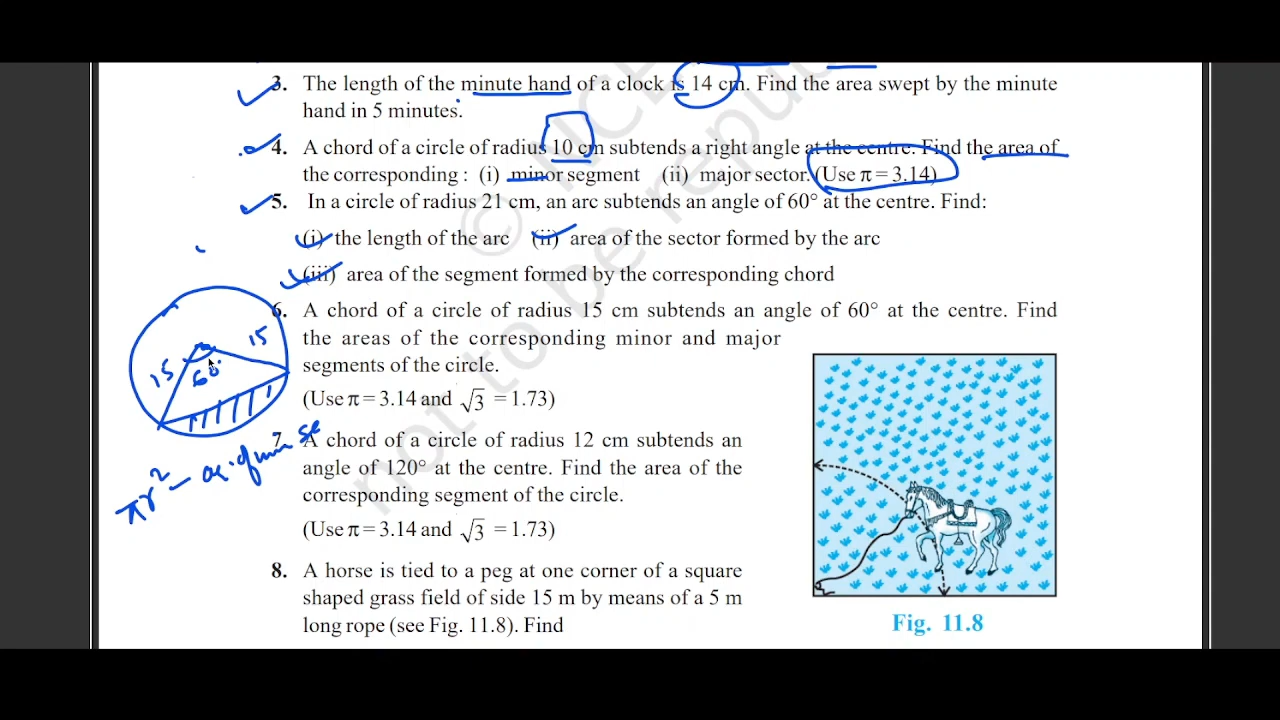 3. The length of the minute hand of a clock is 14 cm. Find the area swept by the minute
hand in 5 minutes.
4. A chord of a circle of radius 10 cm subtends a right angle at the centre. Find the area of
the corresponding : (i) minor segment (ii) major sector. (Use π = 3.14)
5. In a circle of radius 21 cm, an arc subtends an angle of 60° at the centre. Find:
(i) the length of the arc (ii) area of the sector formed by the arc
(iii) area of the segment formed by the corresponding chord
6. A chord of a circle of radius 15 cm subtends an angle of 60° at the centre. Find
the areas of the corresponding minor and major
segments of the circle.
(Use π = 3.14 and √3 = 1.73)
15 15
60°
πr² –
7. A chord of a circle of radius 12 cm subtends an
angle of 120° at the centre. Find the area of the
corresponding segment of the circle.
(Use π = 3.14 and √3 = 1.73)
8. A horse is tied to a peg at one corner of a square
shaped grass field of side 15 m by means of a 5 m
long rope (see Fig. 11.8). Find
Fig. 11.8
© NCE
not to be repu